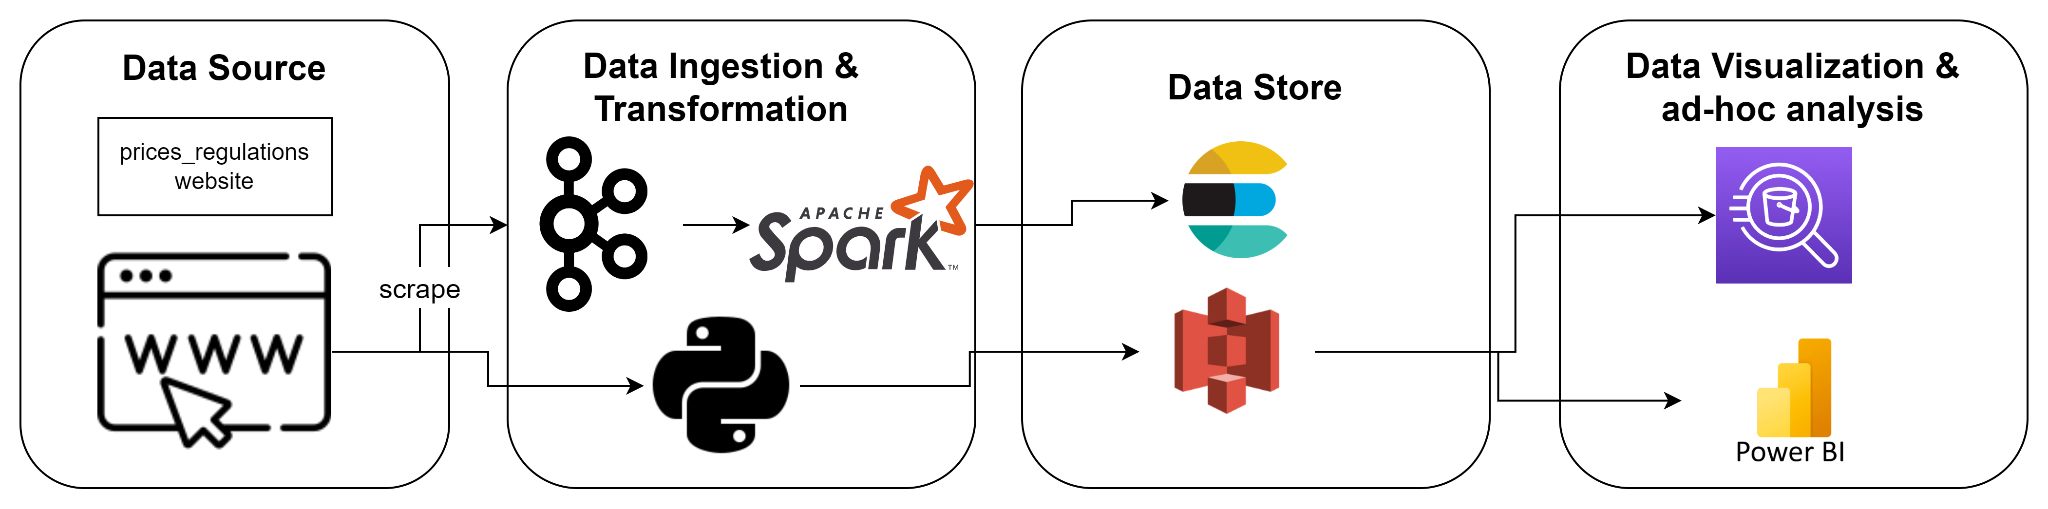 Data Source
prices_regulations
website
WWW
scrape
Data Ingestion &
Transformation
APACHE
Spark
TM
Data Store
Data Visualization &
ad-hoc analysis
Power BI